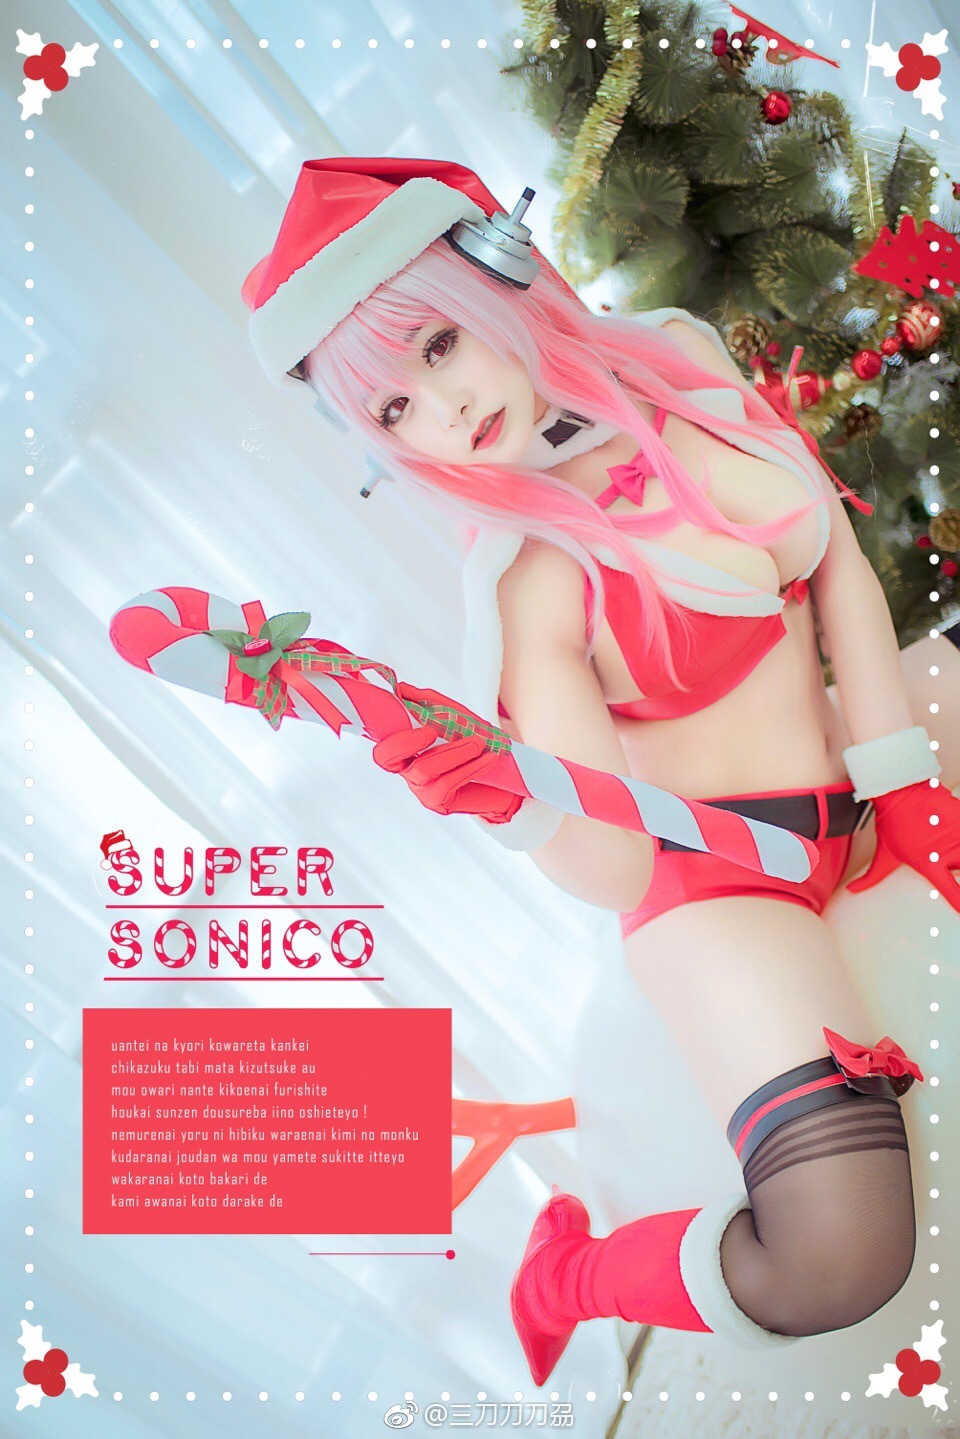 SUPER
SONICO
uantei na kyori kowareta kankei
chikazuku tabi mata kizutsuke au
mou owari nante kikoenai furishite
houkai sunzen dousureba iino oshieteyo !
nemurenai yoru ni hibiku waraenai kimi no monku
kudaranai joudan wa mou yamete sukitte itteyo
wakaranai koto bakari de
kami awanai koto darake de
@三刀刀刀磊